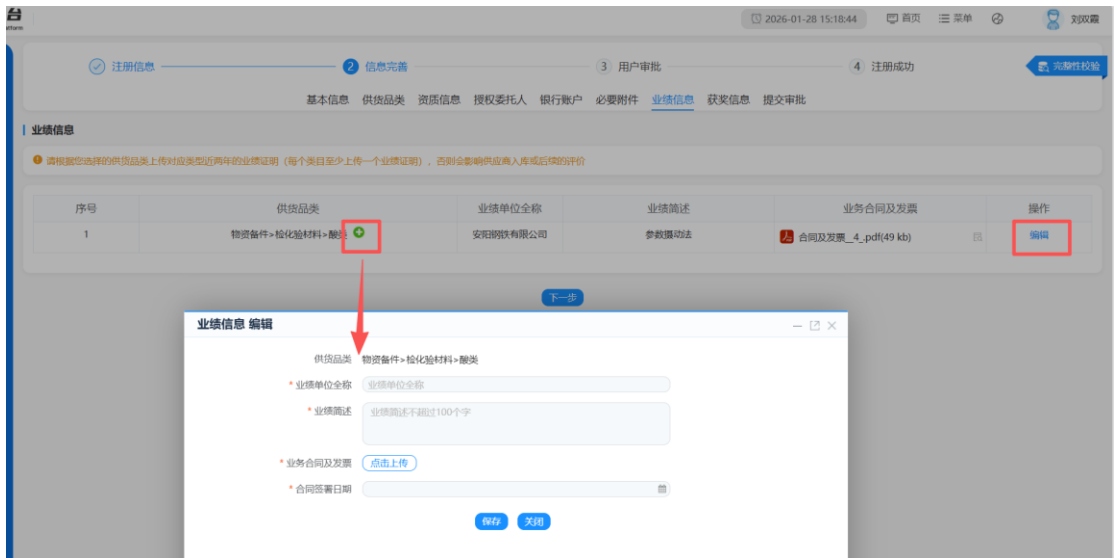 台
2026-01-28 15:18:44 首页 菜单 刘双霞
注册信息 2 信息完善 3 用户审批 4 注册成功 完整性校验
基本信息 供货品类 资质信息 授权委托人 银行账户 必要附件 业绩信息 获奖信息 提交审批
业绩信息
请根据您选择的供货品类上传对应类型近两年的业绩证明（每个类目至少上传一个业绩证明），否则会影响供应商入库或后续的评价
序号 供货品类 业绩单位全称 业绩简述 业务合同及发票 操作
1 物资备件>检化验材料>酸类 安阳钢铁有限公司 参数摄动法 合同及发票__4_.pdf(49 kb) 编辑
下一步
业绩信息 编辑
供货品类 物资备件>检化验材料>酸类
* 业绩单位全称 业绩单位全称
* 业绩简述 业绩简述不超过100个字
* 业务合同及发票 点击上传
* 合同签署日期
保存 关闭